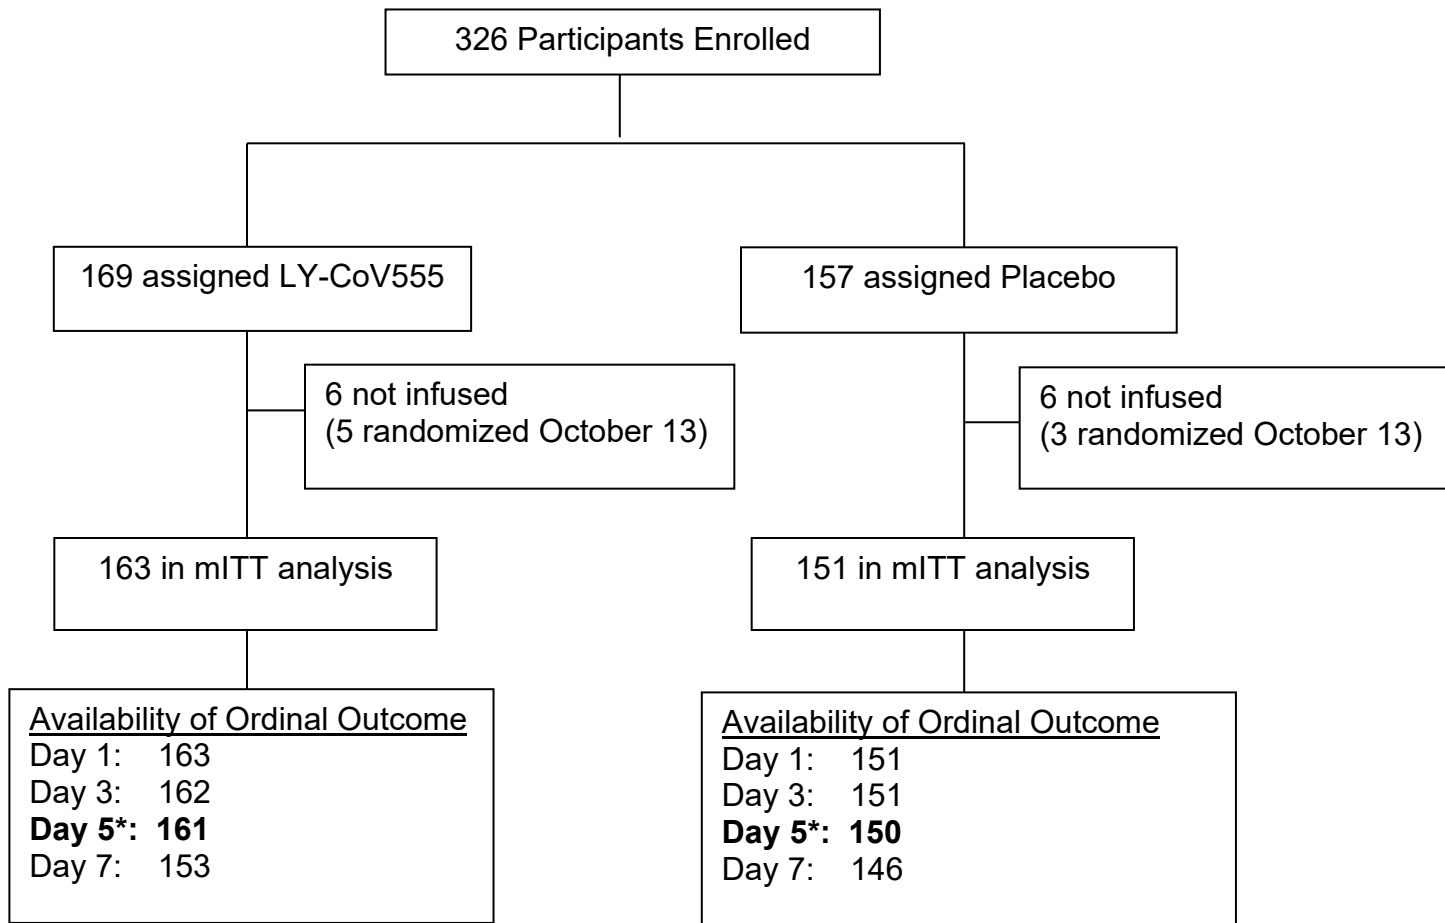 326 Participants Enrolled
169 assigned LY-CoV555
157 assigned Placebo
6 not infused
(5 randomized October 13)
6 not infused
(3 randomized October 13)
163 in mITT analysis
151 in mITT analysis
Availability of Ordinal Outcome
Day 1: 163
Day 3: 162
Day 5*: 161
Day 7: 153
Availability of Ordinal Outcome
Day 1: 151
Day 3: 151
Day 5*: 150
Day 7: 146